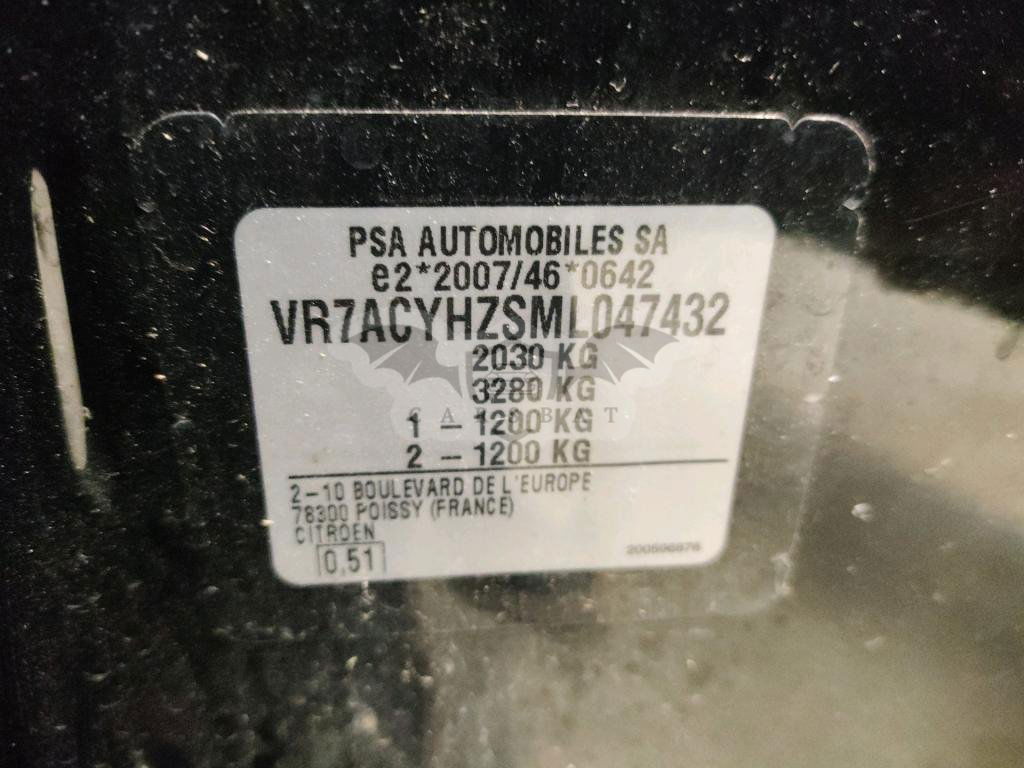 PSA AUTOMOBILES SA
e2*2007/46*0642
VR7ACYHZSML047432
2030 KG
3280 KG
1 – 1200 KG
2 – 1200 KG
2–10 BOULEVARD DE L'EUROPE
78300 POISSY (FRANCE)
CITROEN
0,51